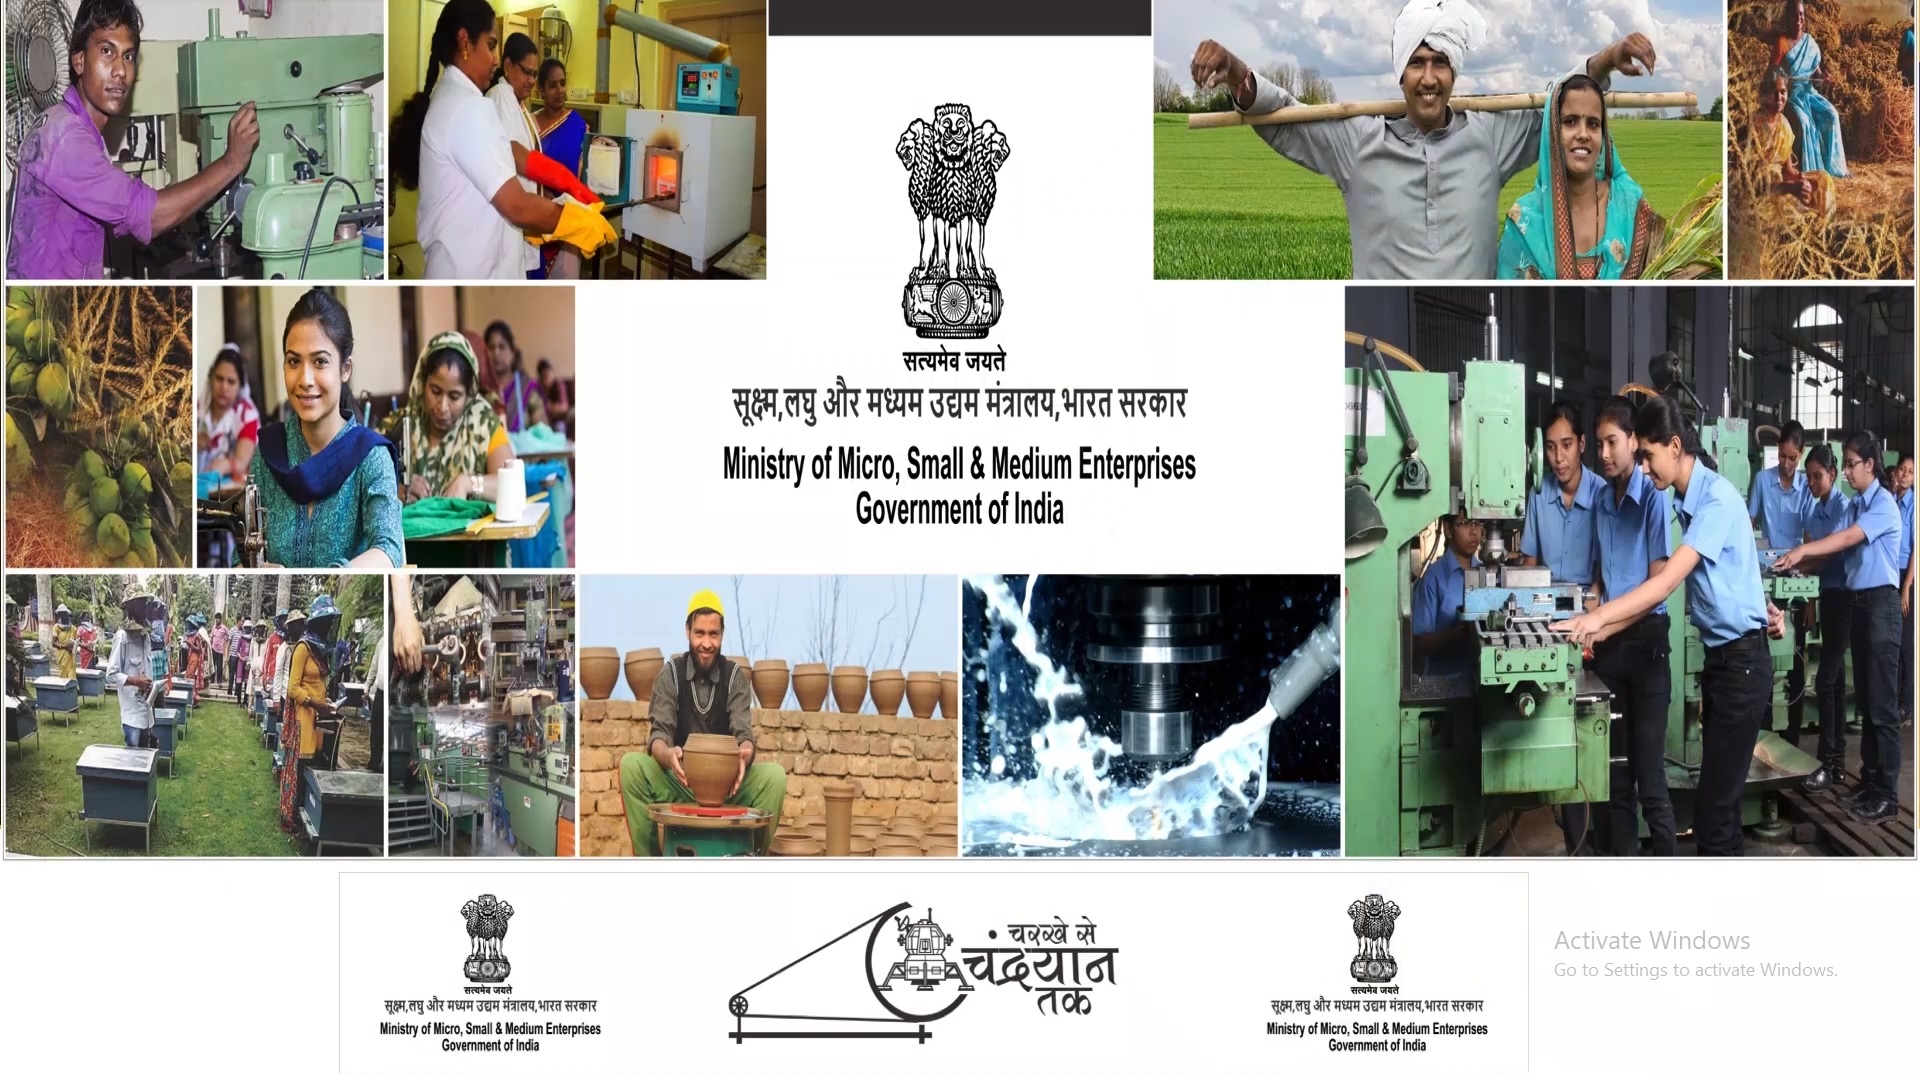 सत्यमेव जयते
सूक्ष्म,लघु और मध्यम उद्यम मंत्रालय,भारत सरकार
Ministry of Micro, Small & Medium Enterprises
Government of India
सत्यमेव जयते
सूक्ष्म,लघु और मध्यम उद्यम मंत्रालय,भारत सरकार
Ministry of Micro, Small & Medium Enterprises
Government of India
चरखे से
चंद्रयान
तक
सत्यमेव जयते
सूक्ष्म,लघु और मध्यम उद्यम मंत्रालय,भारत सरकार
Ministry of Micro, Small & Medium Enterprises
Government of India
Activate Windows
Go to Settings to activate Windows.